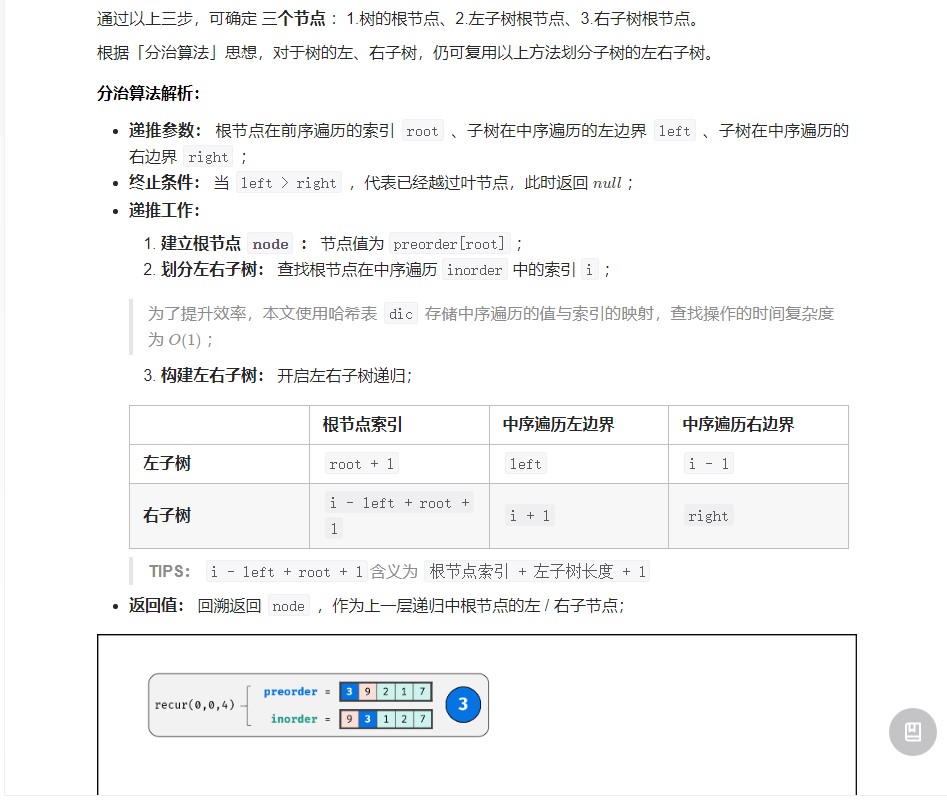 通过以上三步，可确定 三个节点 ：1.树的根节点、2.左子树根节点、3.右子树根节点。
根据「分治算法」思想，对于树的左、右子树，仍可复用以上方法划分子树的左右子树。
分治算法解析：
• 递推参数： 根节点在前序遍历的索引 root 、子树在中序遍历的左边界 left 、子树在中序遍历的
右边界 right ；
• 终止条件： 当 left > right ，代表已经越过叶节点，此时返回 null ；
• 递推工作：
1. 建立根节点 node ： 节点值为 preorder[root] ；
2. 划分左右子树： 查找根节点在中序遍历 inorder 中的索引 i ；
为了提升效率，本文使用哈希表 dic 存储中序遍历的值与索引的映射，查找操作的时间复杂度
为 O(1) ；
3. 构建左右子树： 开启左右子树递归；
根节点索引 中序遍历左边界 中序遍历右边界
左子树 root + 1 left i - 1
右子树 i - left + root + 1 i + 1 right
TIPS： i - left + root + 1 含义为 根节点索引 + 左子树长度 + 1
• 返回值： 回溯返回 node ，作为上一层递归中根节点的左 / 右子节点；
preorder = 3 9 2 1 7
recur(0,0,4) 3
inorder = 9 3 1 2 7